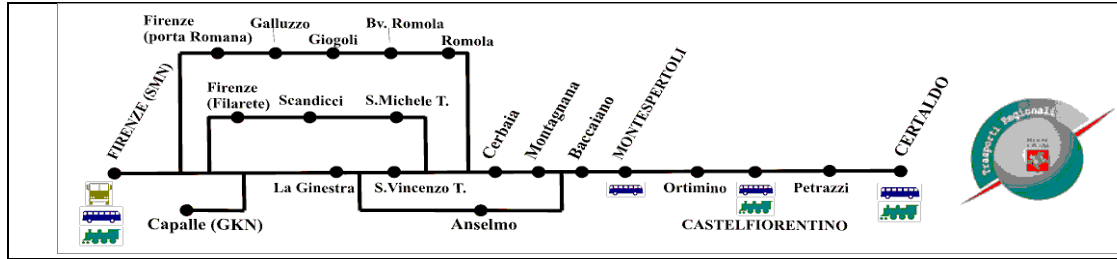 Firenze
(porta Romana)
Galluzzo
Giogoli
Bv. Romola
Romola
FIRENZE (SMN)
Firenze
(Filarete)
Scandicci
S.Michele T.
Cerbaia
Montagnana
Baccaiano
MONTESPERTOLI
CERTALDO
La Ginestra
S.Vincenzo T.
Ortimino
Petrazzi
Capalle (GKN)
Anselmo
CASTELFIORENTINO
Trasporti Regionali